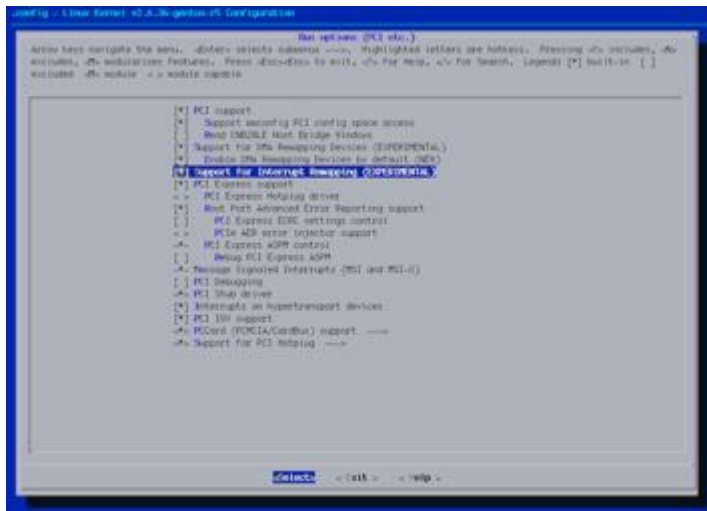 .config - Linux Kernel v2.6.36-gentoo-r5 Configuration
Bus options (PCI etc.)
Arrow keys navigate the menu. <Enter> selects submenus --->. Highlighted letters are hotkeys. Pressing <Y> includes, <N>
excludes, <M> modularizes features. Press <Esc><Esc> to exit, <?> for Help, </> for Search. Legend: [*] built-in [ ]
excluded <M> module < > module capable
[*] PCI support
[*] Support mmconfig PCI config space access
[ ] Read CNB20LE Host Bridge Windows
[*] Support for DMA Remapping Devices (EXPERIMENTAL)
[*] Enable DMA Remapping Devices by default (NEW)
[*] Support for Interrupt Remapping (EXPERIMENTAL)
[*] PCI Express support
< > PCI Express Hotplug driver
[*] Root Port Advanced Error Reporting support
[ ] PCI Express ECRC settings control
< > PCIe AER error injector support
-*- PCI Express ASPM control
[ ] Debug PCI Express ASPM
-*- Message Signaled Interrupts (MSI and MSI-X)
[ ] PCI Debugging
PCI Stub driver
[*] Interrupts on hypertransport devices
[*] PCI IOV support
PCCard (PCMCIA/CardBus) support --->
Support for PCI Hotplug --->
<Select> < Exit > < Help >